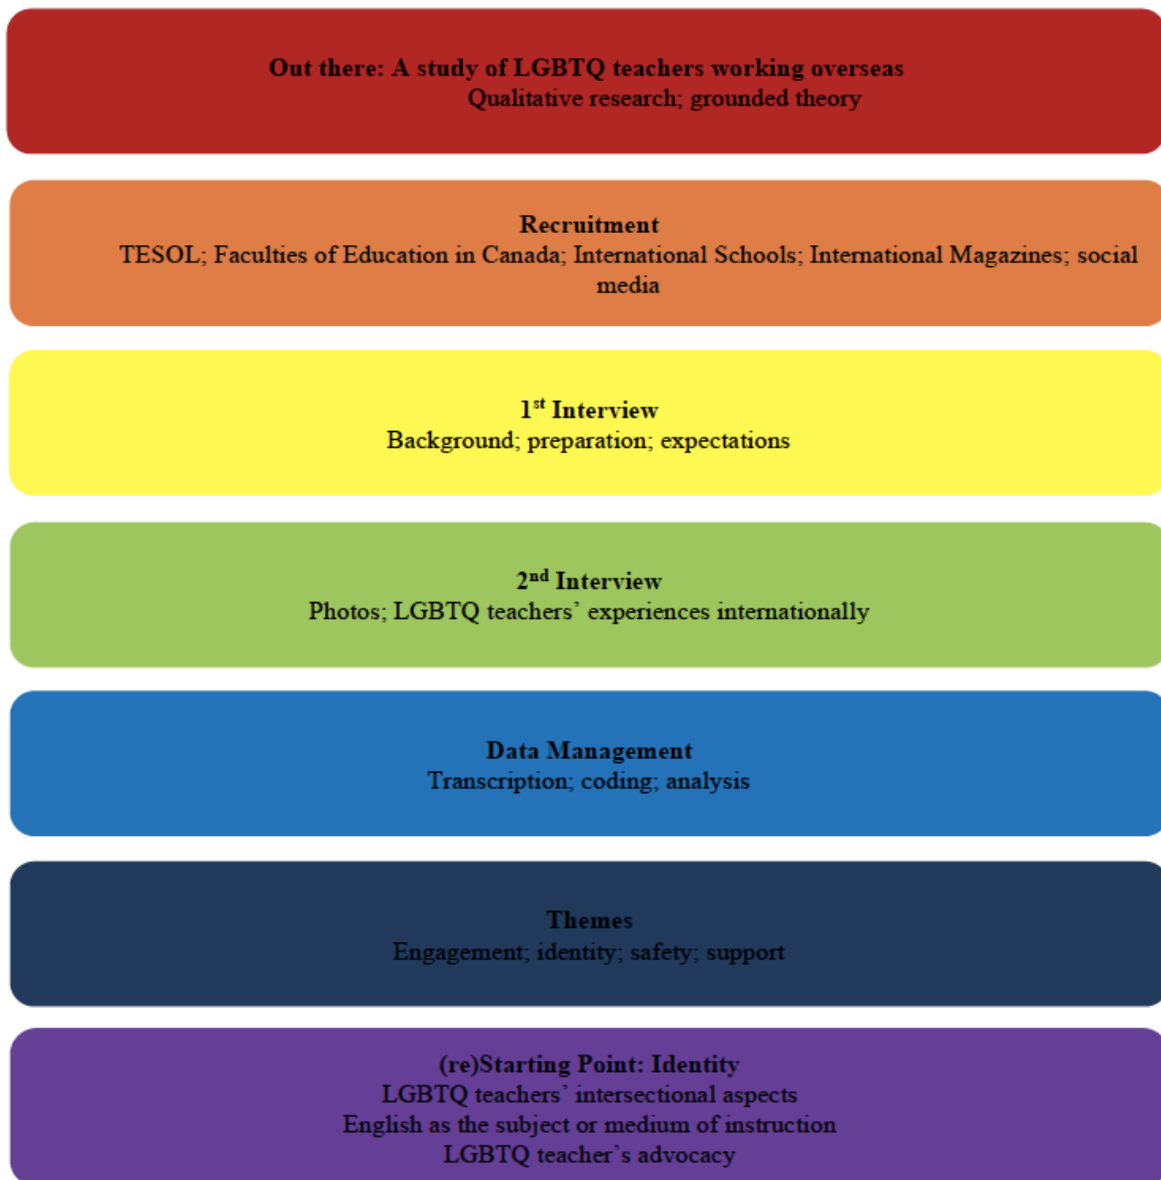 Out there: A study of LGBTQ teachers working overseas
Qualitative research; grounded theory
Recruitment
TESOL; Faculties of Education in Canada; International Schools; International Magazines; social
media
1st Interview
Background; preparation; expectations
2nd Interview
Photos; LGBTQ teachers’ experiences internationally
Data Management
Transcription; coding; analysis
Themes
Engagement; identity; safety; support
(re)Starting Point: Identity
LGBTQ teachers’ intersectional aspects
English as the subject or medium of instruction
LGBTQ teacher’s advocacy